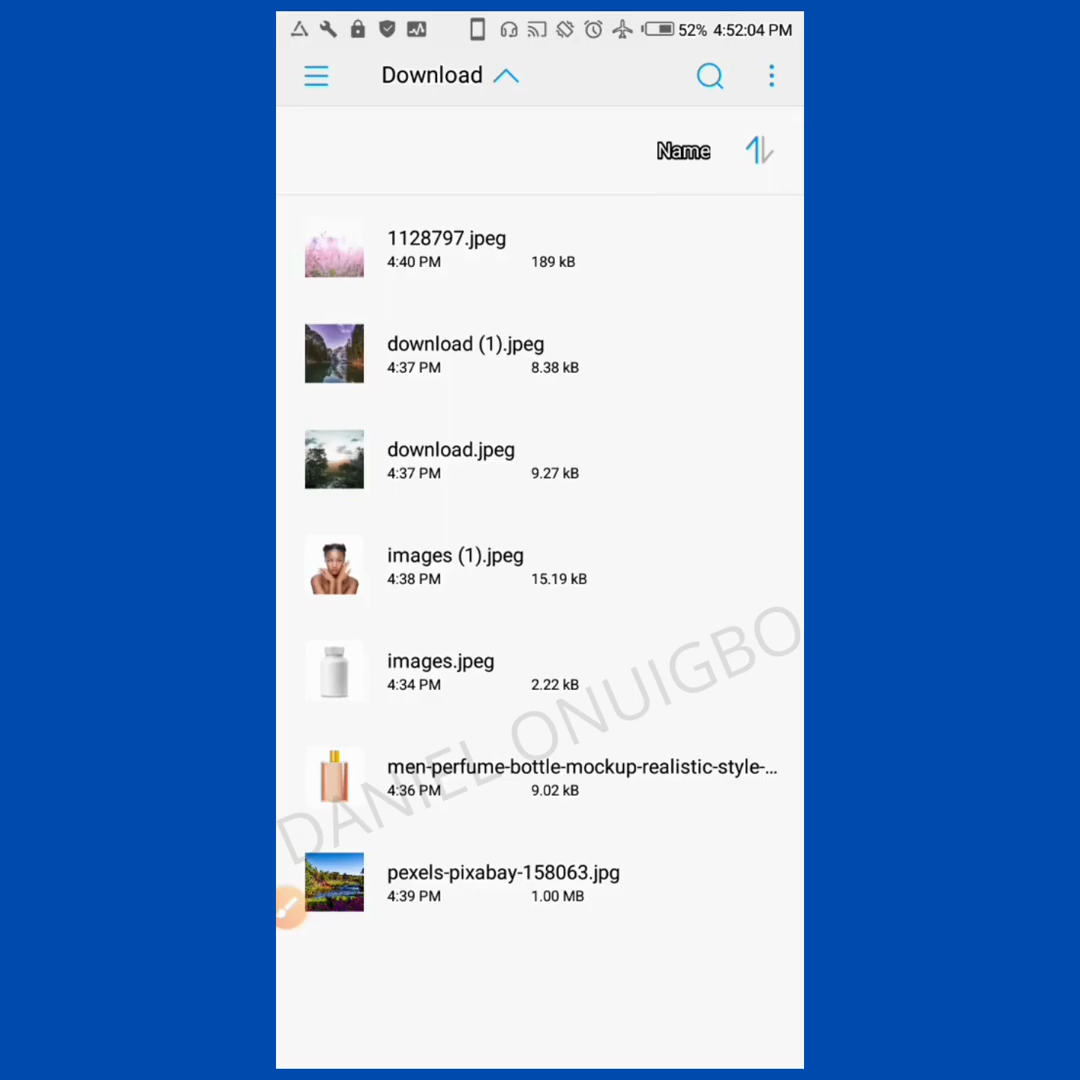 52% 4:52:04 PM
Download
Name
1128797.jpeg
4:40 PM 189 kB
download (1).jpeg
4:37 PM 8.38 kB
download.jpeg
4:37 PM 9.27 kB
images (1).jpeg
4:38 PM 15.19 kB
images.jpeg
4:34 PM 2.22 kB
men-perfume-bottle-mockup-realistic-style-...
4:36 PM 9.02 kB
pexels-pixabay-158063.jpg
4:39 PM 1.00 MB
DANIEL ONUIGBO